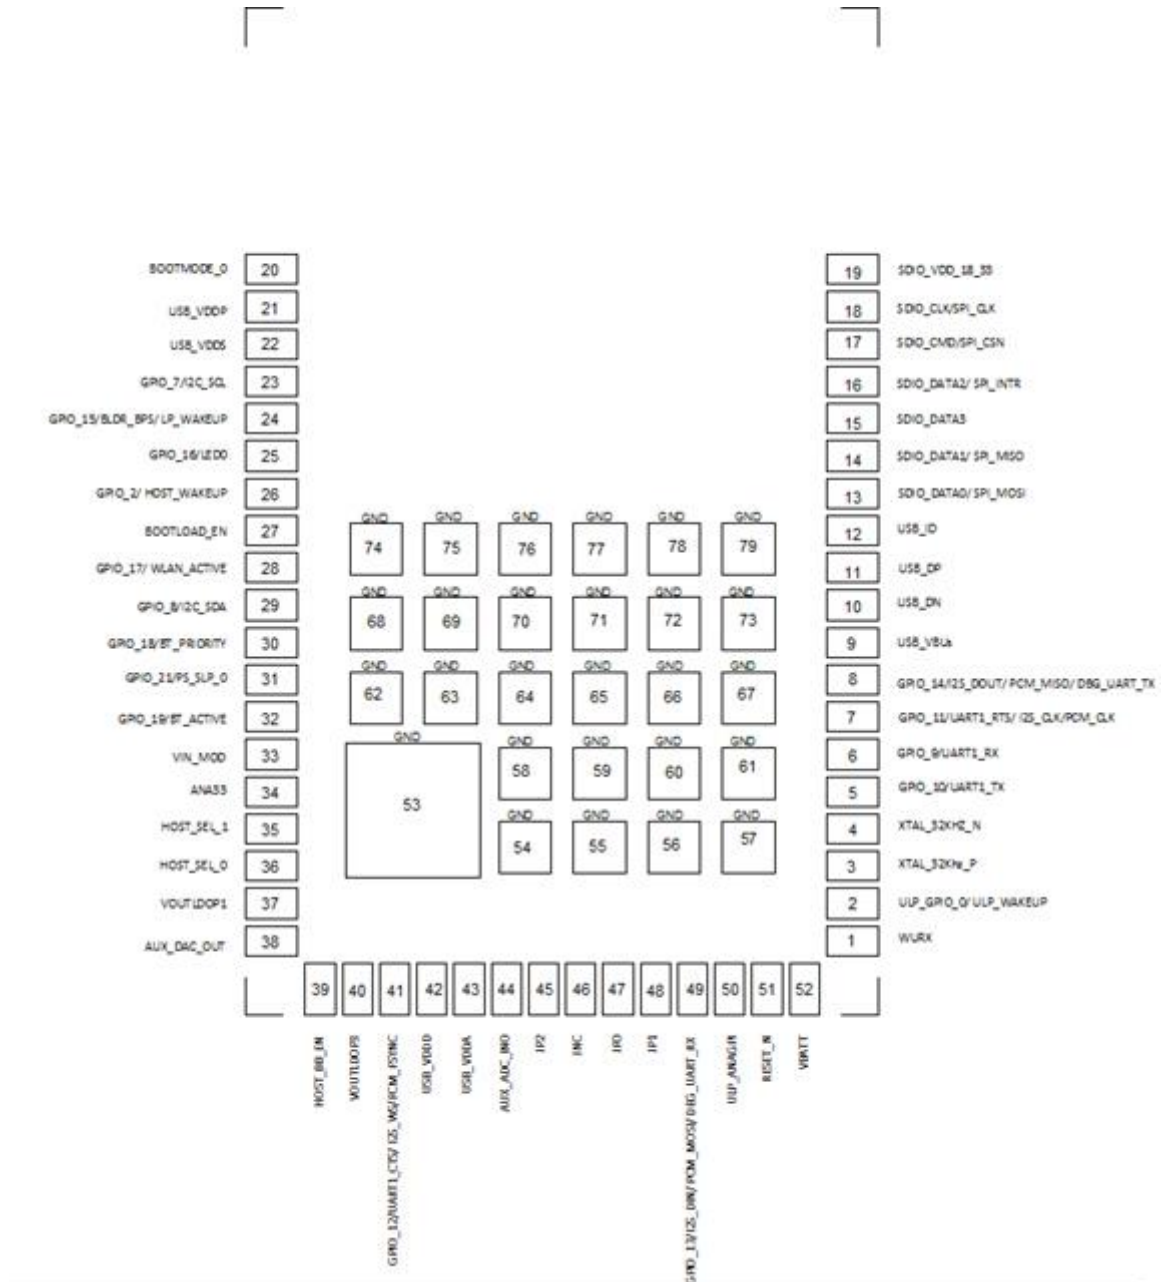 BOOTMODE_0 20
USB_VDDP 21
USB_VDDS 22
GPIO_7/I2C_SCL 23
GPIO_15/BLDR_BPS/ LP_WAKEUP 24
GPIO_16/LED0 25
GPIO_2/ HOST_WAKEUP 26
BOOTLOAD_EN 27
GPIO_17/ WLAN_ACTIVE 28
GPIO_8/I2C_SDA 29
GPIO_18/BT_PRIORITY 30
GPIO_21/PS_SLP_0 31
GPIO_19/BT_ACTIVE 32
VIN_MOD 33
ANA33 34
HOST_SEL_1 35
HOST_SEL_0 36
VOUTLDOP1 37
AUX_DAC_OUT 38
GND GND GND GND GND GND
74 75 76 77 78 79
GND GND GND GND GND GND
68 69 70 71 72 73
GND GND GND GND GND GND
62 63 64 65 66 67
GND
53
GND GND GND GND
58 59 60 61
GND GND GND GND
54 55 56 57
19 SDIO_VDD_18_33
18 SDIO_CLK/SPI_CLK
17 SDIO_CMD/SPI_CSN
16 SDIO_DATA2/ SPI_INTR
15 SDIO_DATA3
14 SDIO_DATA1/ SPI_MISO
13 SDIO_DATA0/ SPI_MOSI
12 USB_ID
11 USB_DP
10 USB_DN
9 USB_VBUs
8 GPIO_14/I2S_DOUT/ PCM_MISO/ DBG_UART_TX
7 GPIO_11/UART1_RTS/ I2S_CLK/PCM_CLK
6 GPIO_9/UART1_RX
5 GPIO_10/UART1_TX
4 XTAL_32KHZ_N
3 XTAL_32KHz_P
2 ULP_GPIO_0/ ULP_WAKEUP
1 WURX
39 40 41 42 43 44 45 46 47 48 49 50 51 52
HOST_BB_EN
VOUTLDOP3
GPIO_12/UART1_CTS/ I2S_WS/PCM_FSYNC
USB_VDDD
USB_VDDA
AUX_ADC_IN0
JP2
JNC
JP0
JP1
GPIO_13/I2S_DIN/ PCM_MOSI/ DBG_UART_RX
ULP_ANAGPI
RESET_N
VBATT